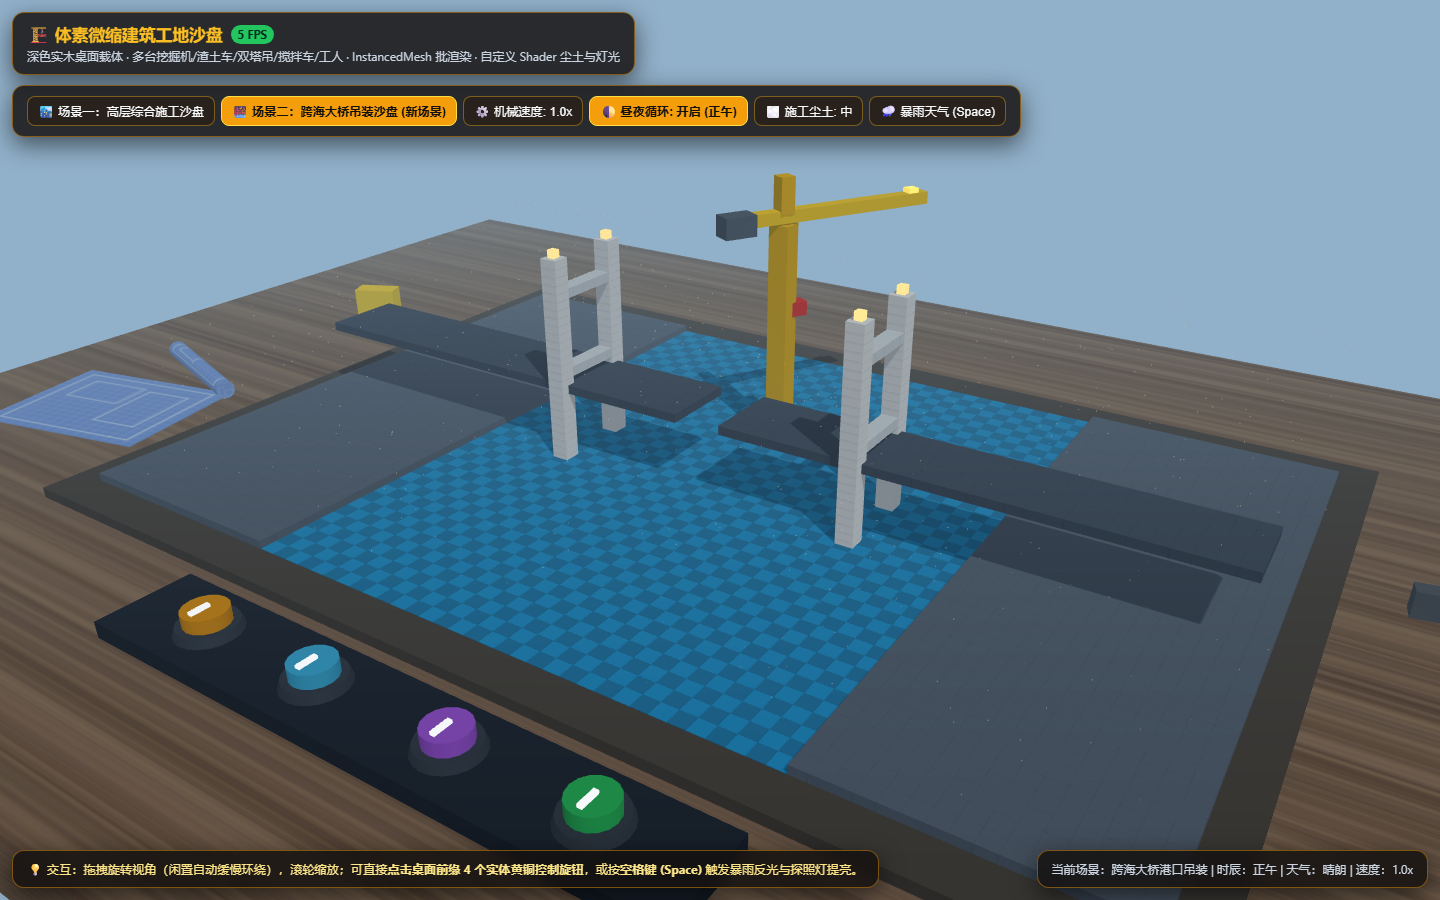 体素微缩建筑工地沙盘 5 FPS
深色实木桌面载体 · 多台挖掘机/渣土车/双塔吊/搅拌车/工人 · InstancedMesh 批渲染 · 自定义 Shader 尘土与灯光
场景一：高层综合施工沙盘 场景二：跨海大桥吊装沙盘 (新场景) 机械速度: 1.0x 昼夜循环: 开启 (正午) 施工尘土: 中 暴雨天气 (Space)
交互：拖拽旋转视角（闲置自动缓慢环绕），滚轮缩放；可直接点击桌面前缘 4 个实体黄铜控制旋钮，或按空格键 (Space) 触发暴雨反光与探照灯提亮。
当前场景：跨海大桥港口吊装 | 时辰：正午 | 天气：晴朗 | 速度：1.0x